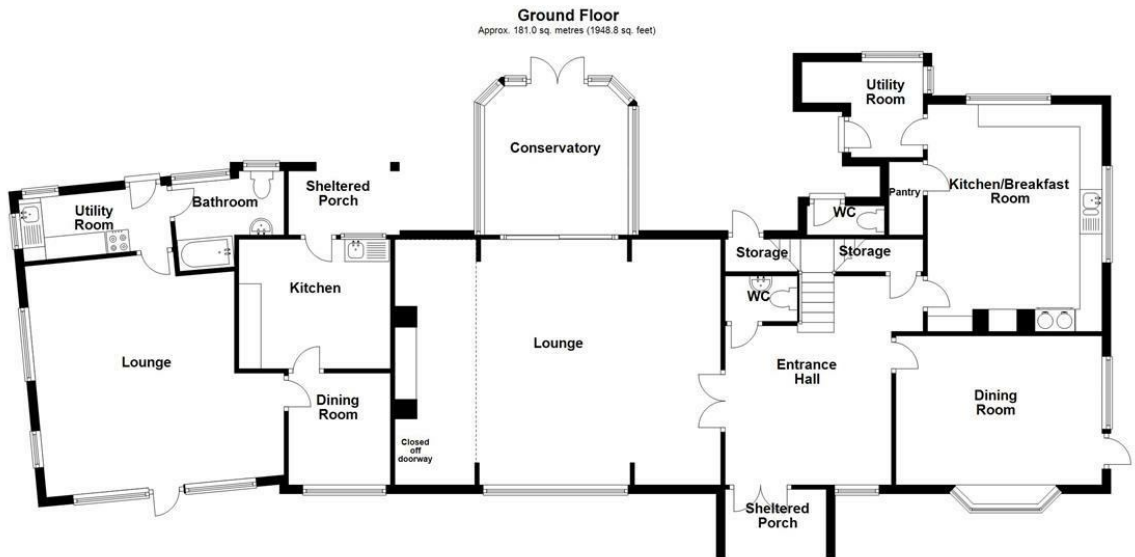 Ground Floor
Approx. 181.0 sq. metres (1948.8 sq. feet)
Utility
Room
Conservatory
Sheltered
Porch
Bathroom
Utility
Room
Pantry
Kitchen/Breakfast
Room
WC
Storage
Storage
Kitchen
WC
Lounge
Lounge
Entrance
Hall
Dining
Room
Dining
Room
Closed
off
doorway
Sheltered
Porch